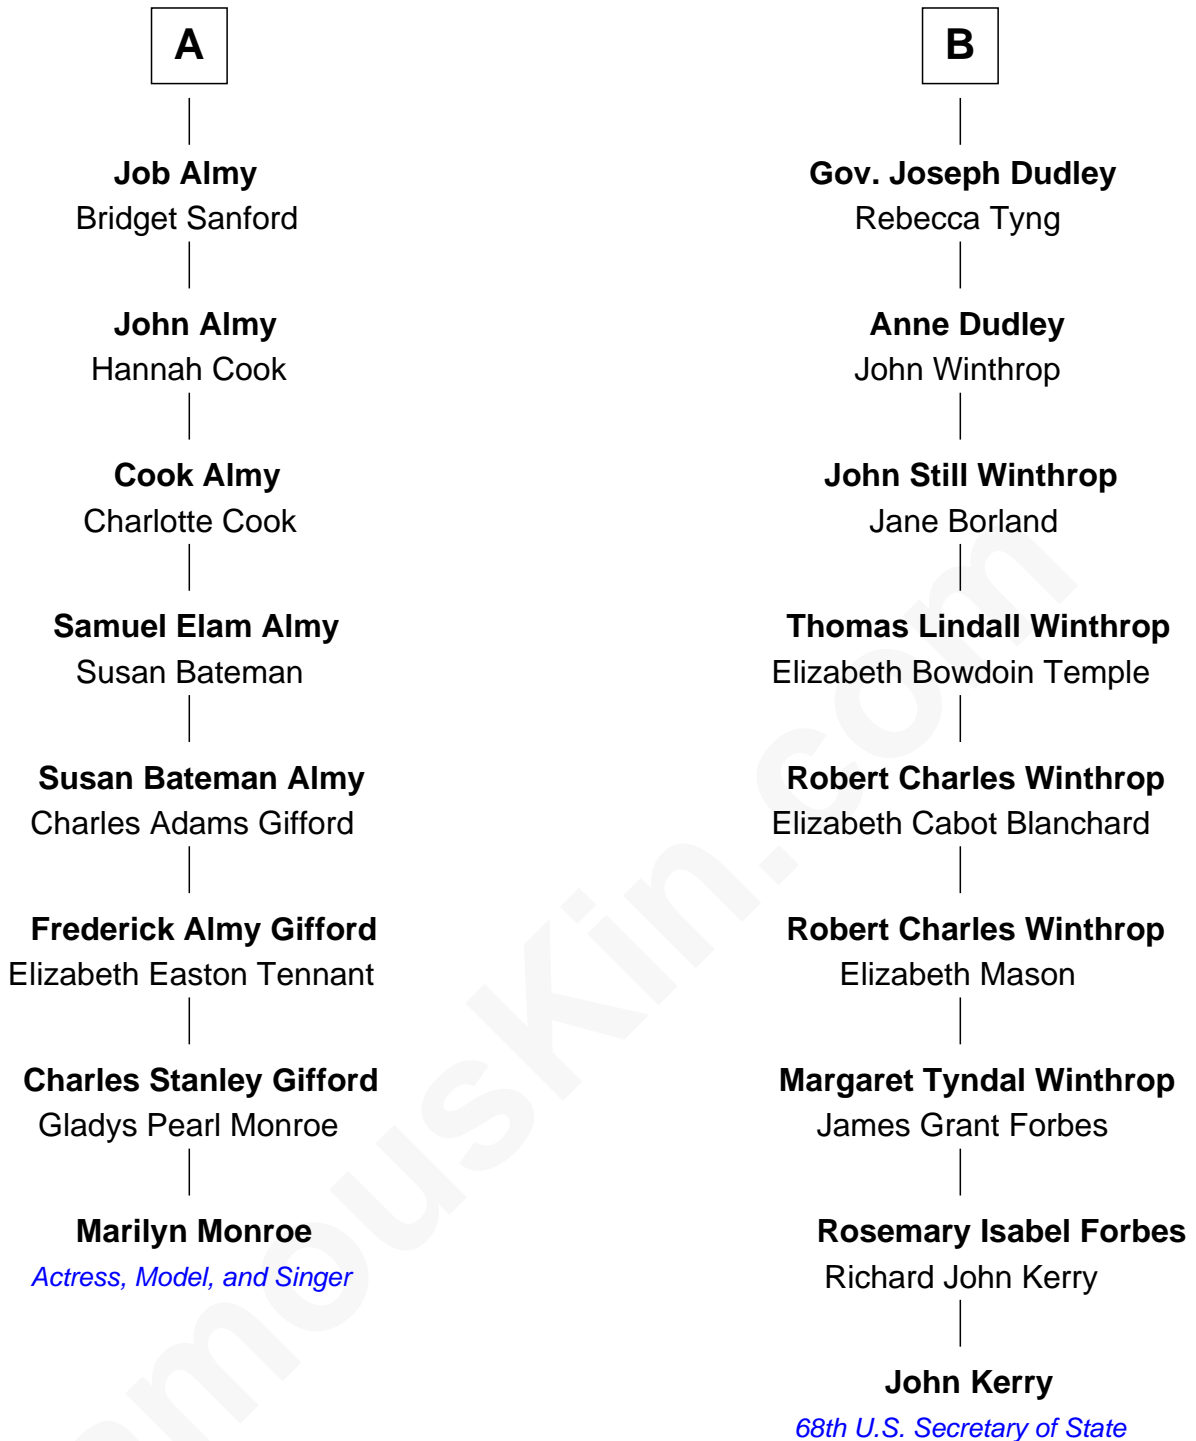 A
Job Almy
Bridget Sanford
John Almy
Hannah Cook
Cook Almy
Charlotte Cook
Samuel Elam Almy
Susan Bateman
Susan Bateman Almy
Charles Adams Gifford
Frederick Almy Gifford
Elizabeth Easton Tennant
Charles Stanley Gifford
Gladys Pearl Monroe
Marilyn Monroe
Actress, Model, and Singer
B
Gov. Joseph Dudley
Rebecca Tyng
Anne Dudley
John Winthrop
John Still Winthrop
Jane Borland
Thomas Lindall Winthrop
Elizabeth Bowdoin Temple
Robert Charles Winthrop
Elizabeth Cabot Blanchard
Robert Charles Winthrop
Elizabeth Mason
Margaret Tyndal Winthrop
James Grant Forbes
Rosemary Isabel Forbes
Richard John Kerry
John Kerry
68th U.S. Secretary of State
amousKin.com